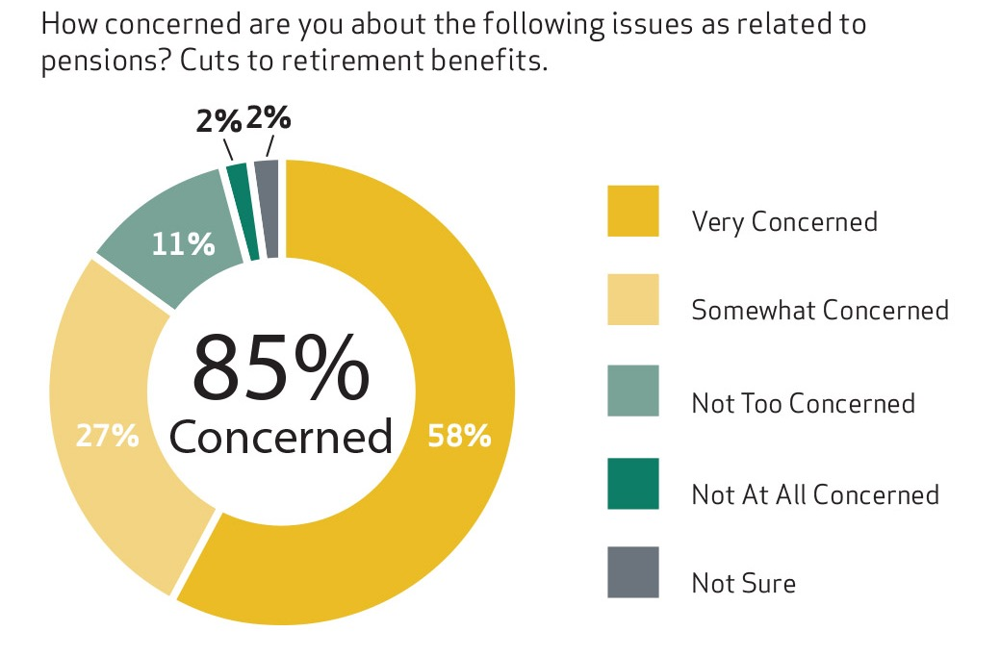 How concerned are you about the following issues as related to
pensions? Cuts to retirement benefits.
2% 2%
11%
27%
58%
85%
Concerned
Very Concerned
Somewhat Concerned
Not Too Concerned
Not At All Concerned
Not Sure